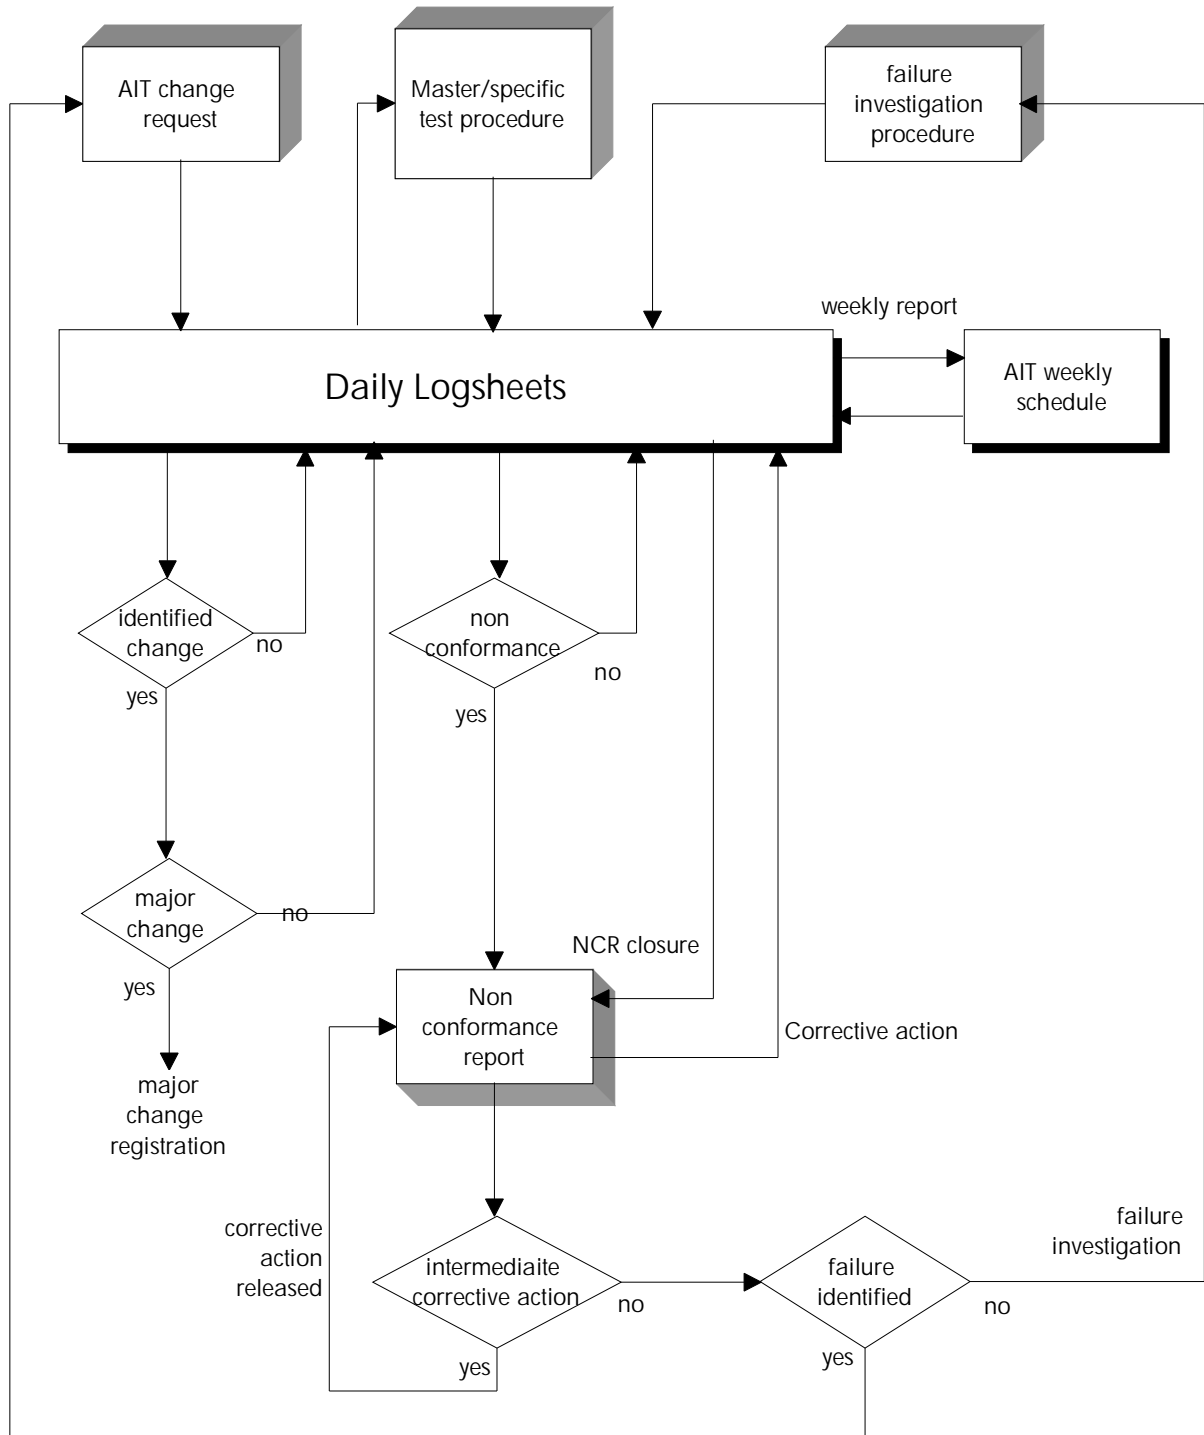 AIT change
request
Master/specific
test procedure
failure
investigation
procedure
weekly report
Daily Logsheets
AIT weekly
schedule
identified
change
no
yes
non
conformance
no
yes
major
change
no
yes
major
change
registration
NCR closure
Non
conformance
report
Corrective action
corrective
action
released
intermediaite
corrective action
no
yes
failure
identified
no
yes
failure
investigation